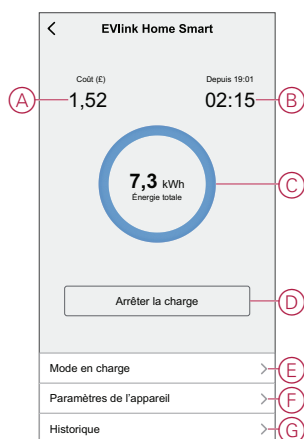 EVlink Home Smart
Coût (£)
Depuis 19:01
A
1,52
02:15
B
7,3 kWh
Énergie totale
C
Arrêter la charge
D
Mode en charge
E
Paramètres de l'appareil
F
Historique
G